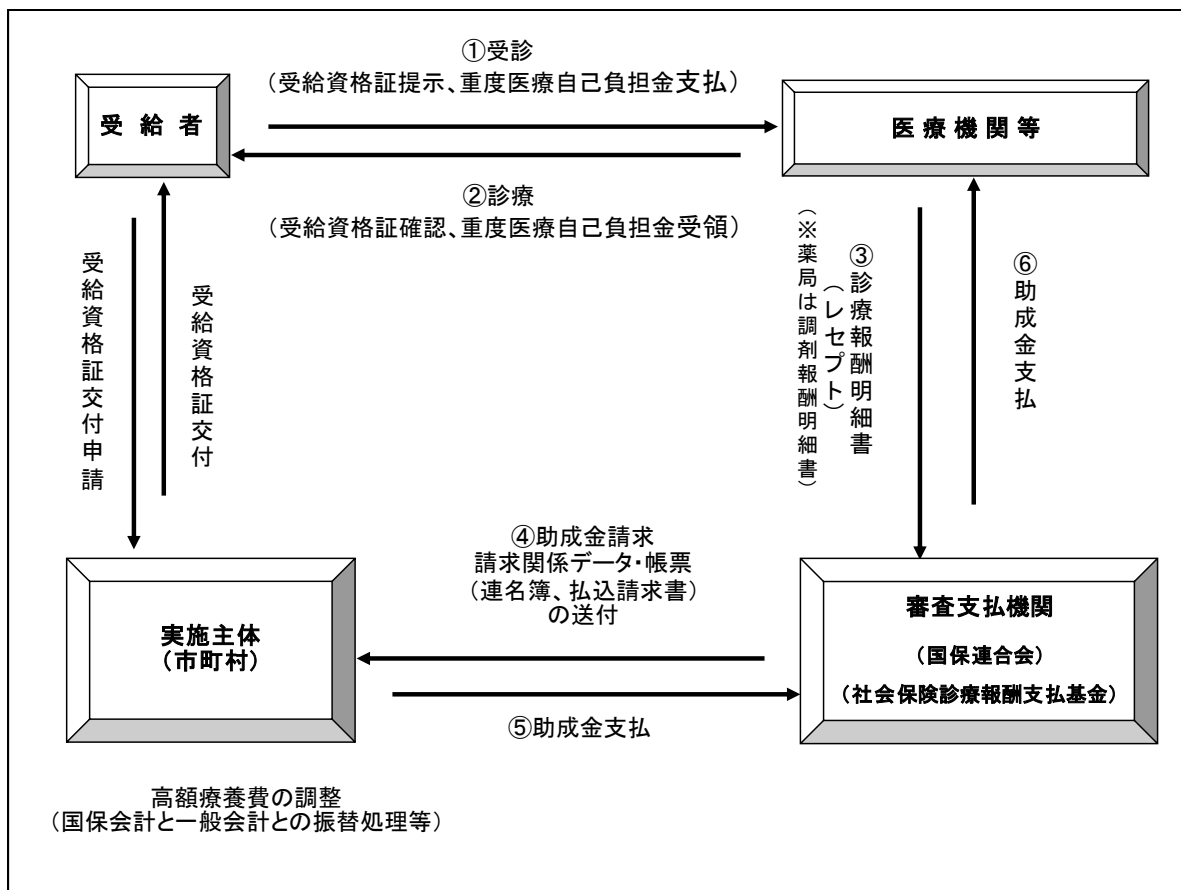 ①受診
（受給資格証提示、重度医療自己負担金支払）
受給者
医療機関等
②診療
（受給資格証確認、重度医療自己負担金受領）
受給資格証交付申請
受給資格証交付
③診療報酬明細書
（レセプト）
（※薬局は調剤報酬明細書）
⑥助成金支払
④助成金請求
請求関係データ・帳票
（連名簿、払込請求書）
の送付
実施主体
（市町村）
審査支払機関
（国保連合会）
（社会保険診療報酬支払基金）
⑤助成金支払
高額療養費の調整
（国保会計と一般会計との振替処理等）